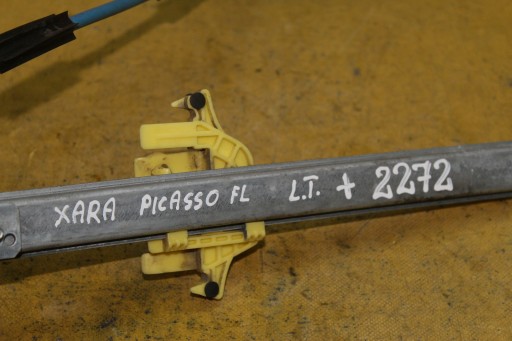 XARA PICASSO FL L.T. + 2272